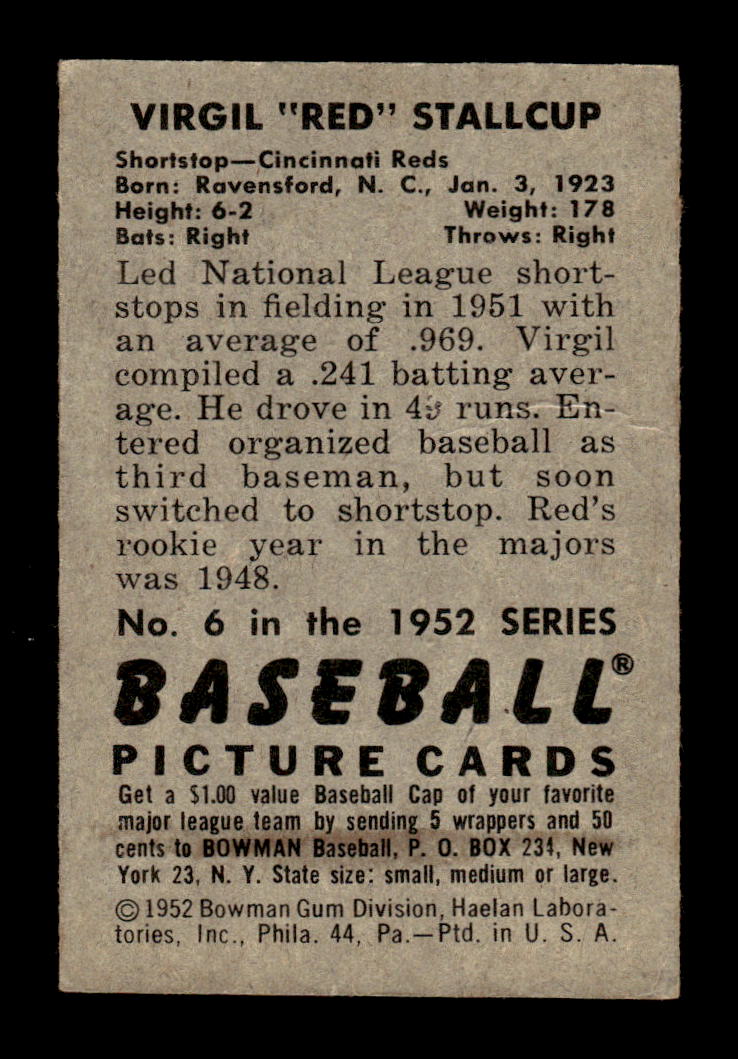 VIRGIL "RED" STALLCUP
Shortstop—Cincinnati Reds
Born: Ravensford, N. C., Jan. 3, 1923
Height: 6-2 Weight: 178
Bats: Right Throws: Right
Led National League short-
stops in fielding in 1951 with
an average of .969. Virgil
compiled a .241 batting aver-
age. He drove in runs. En-
tered organized baseball as
third baseman, but soon
switched to shortstop. Red's
rookie year in the majors
was 1948.
No. 6 in the 1952 SERIES
BASEBALL®
PICTURE CARDS
Get a $1.00 value Baseball Cap of your favorite
major league team by sending 5 wrappers and 50
cents to BOWMAN Baseball, P. O. BOX 234, New
York 23, N. Y. State size: small, medium or large.
© 1952 Bowman Gum Division, Haelan Labora-
tories, Inc., Phila. 44, Pa.—Ptd. in U. S. A.